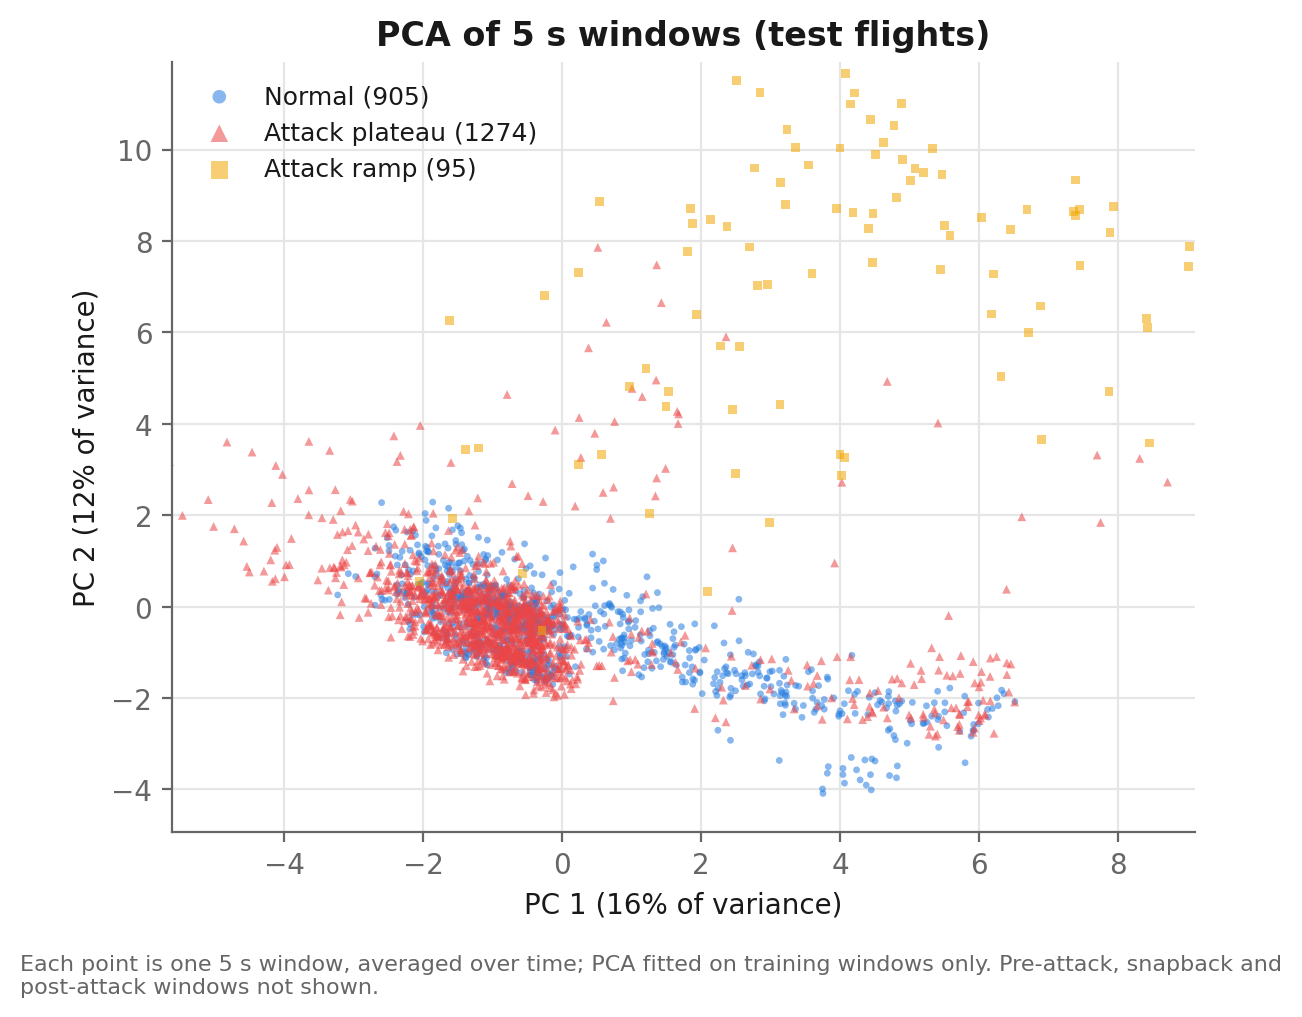 PCA of 5 s windows (test flights)
Normal (905)
Attack plateau (1274)
Attack ramp (95)
10
8
6
4
2
0
−2
−4
PC 2 (12% of variance)
−4 −2 0 2 4 6 8
PC 1 (16% of variance)
Each point is one 5 s window, averaged over time; PCA fitted on training windows only. Pre-attack, snapback and
post-attack windows not shown.